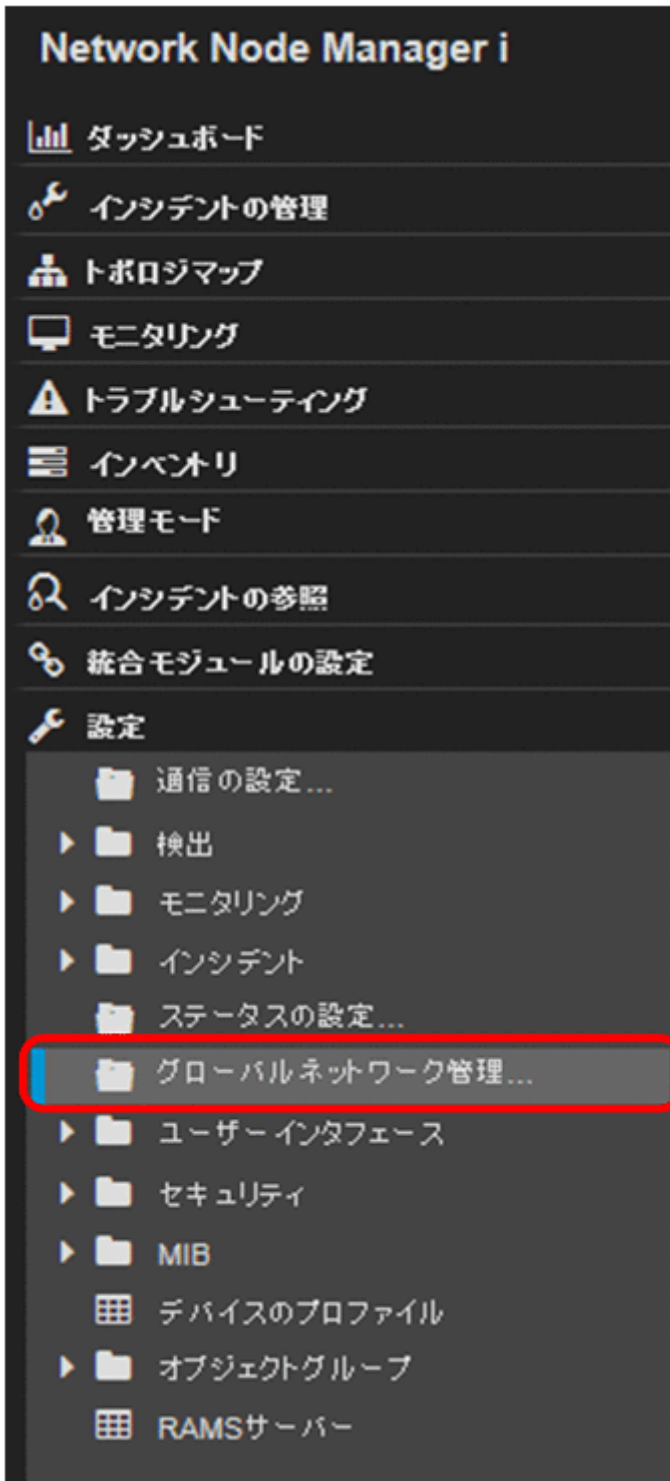 Network Node Manager i
ダッシュボード
インシデントの管理
トポロジマップ
モニタリング
トラブルシューティング
インベントリ
管理モード
インシデントの参照
統合モジュールの設定
設定
通信の設定...
検出
モニタリング
インシデント
ステータスの設定...
グローバルネットワーク管理...
ユーザーインタフェース
セキュリティ
MIB
デバイスのプロファイル
オブジェクトグループ
RAMSサーバー